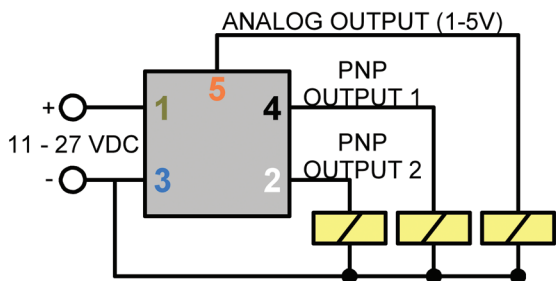 ANALOG OUTPUT (1-5V)
PNP
OUTPUT 1
+
1
5
4
11 - 27 VDC
PNP
OUTPUT 2
-
3
2